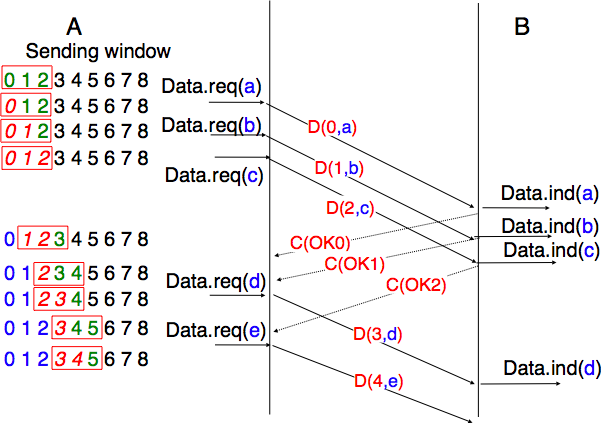 A
B
Sending window
0 1 2 3 4 5 6 7 8
Data.req(a)
0 1 2 3 4 5 6 7 8
Data.req(b)
D(0,a)
0 1 2 3 4 5 6 7 8
0 1 2 3 4 5 6 7 8
D(1,b)
Data.req(c)
Data.ind(a)
D(2,c)
Data.ind(b)
0 1 2 3 4 5 6 7 8
C(OK0)
Data.ind(c)
C(OK1)
0 1 2 3 4 5 6 7 8
Data.req(d)
C(OK2)
0 1 2 3 4 5 6 7 8
0 1 2 3 4 5 6 7 8
Data.req(e)
D(3,d)
0 1 2 3 4 5 6 7 8
Data.ind(d)
D(4,e)